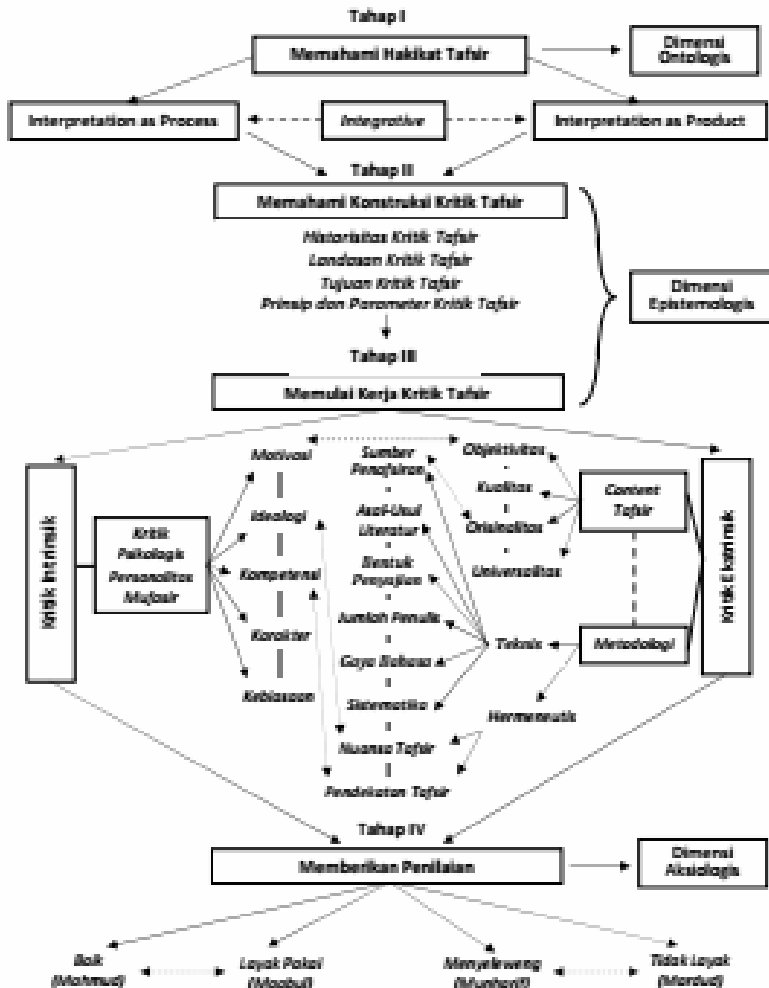 Tahap I
Memahami Hakikat Tafsir
Dimensi
Ontologis
Interpretation as Process
Integrative
Interpretation as Product
Tahap II
Memahami Konstruksi Kritik Tafsir
Historisitas Kritik Tafsir
Landasan Kritik Tafsir
Tujuan Kritik Tafsir
Prinsip dan Parameter Kritik Tafsir
Dimensi
Epistemologis
Tahap III
Memulai Kerja Kritik Tafsir
Kritik Intrinsik
Kritik
Psikologis
Personalitas
Mufasir
Motivasi
Ideologi
Kompetensi
Karakter
Kebiasaan
Sumber
Penafsiran
Asal-Usul
Literatur
Bentuk
Penyajian
Jumlah Penulis
Gaya Bahasa
Sistematika
Nuansa Tafsir
Pendekatan Tafsir
Objektivitas
Kualitas
Orisinalitas
Universalitas
Teknis
Hermeneutis
Content
Tafsir
Metodologi
Kritik Ekstrinsik
Tahap IV
Memberikan Penilaian
Dimensi
Aksiologis
Baik
(Mahmud)
Layak Pakai
(Maqbul)
Menyeleweng
(Munharif)
Tidak Layak
(Mardud)